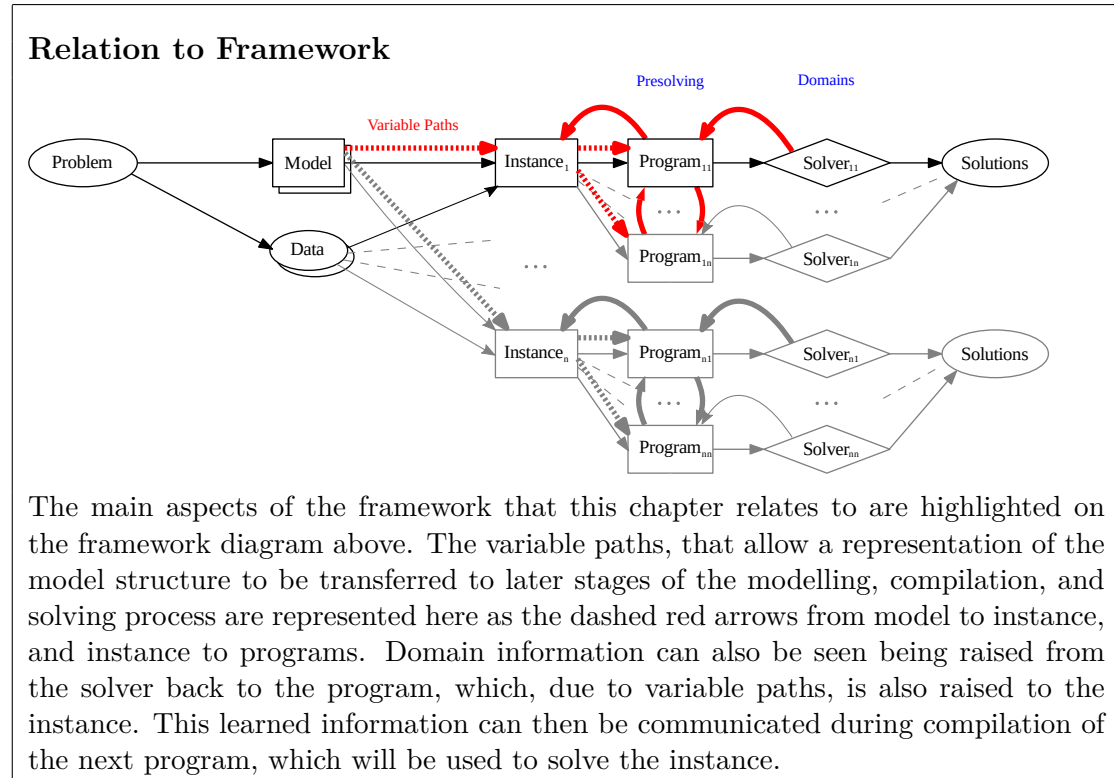 Relation to Framework
Presolving
Domains
Variable Paths
Problem
Model
Instance₁
Program₁₁
Solver₁₁
Solutions
...
...
Data
Program₁ₙ
Solver₁ₙ
...
Instanceₙ
Programₙ₁
Solverₙ₁
Solutions
...
...
Programₙₙ
Solverₙₙ
The main aspects of the framework that this chapter relates to are highlighted on
the framework diagram above. The variable paths, that allow a representation of the
model structure to be transferred to later stages of the modelling, compilation, and
solving process are represented here as the dashed red arrows from model to instance,
and instance to programs. Domain information can also be seen being raised from
the solver back to the program, which, due to variable paths, is also raised to the
instance. This learned information can then be communicated during compilation of
the next program, which will be used to solve the instance.